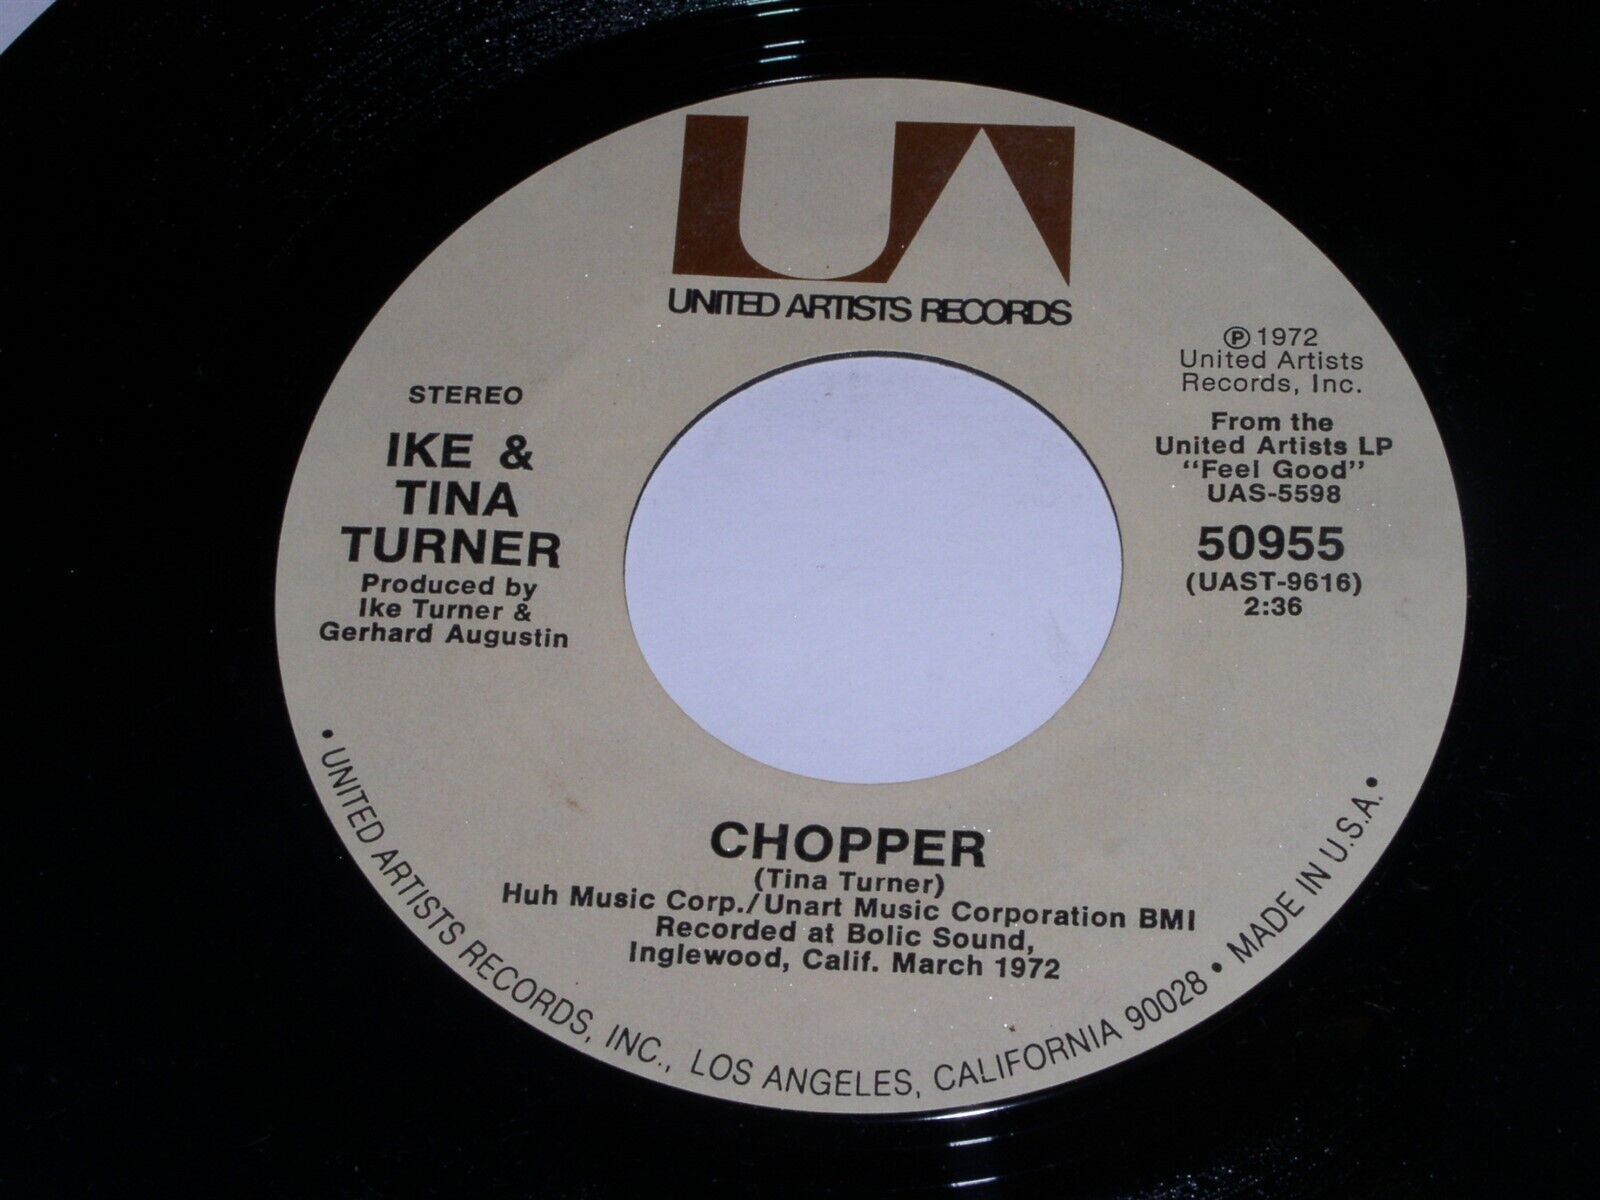 UA
UNITED ARTISTS RECORDS
℗ 1972
United Artists
Records, Inc.
From the
United Artists LP
"Feel Good"
UAS-5598
50955
(UAST-9616)
2:36
STEREO
IKE &
TINA
TURNER
Produced by
Ike Turner &
Gerhard Augustin
CHOPPER
(Tina Turner)
Huh Music Corp./Unart Music Corporation BMI
Recorded at Bolic Sound,
Inglewood, Calif. March 1972
• UNITED ARTISTS RECORDS, INC., LOS ANGELES, CALIFORNIA 90028 • MADE IN U.S.A. •